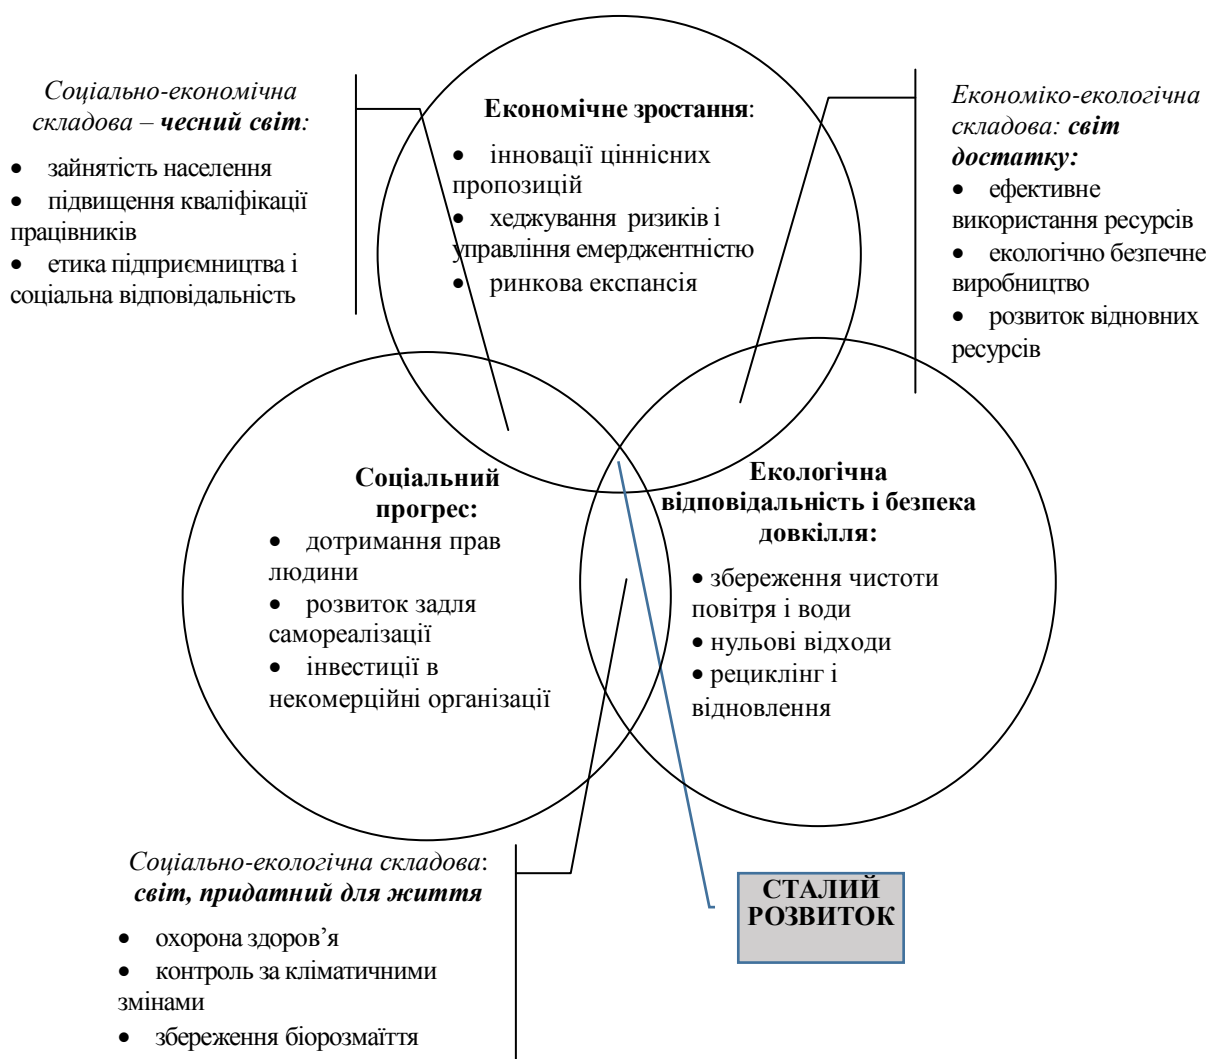 Соціально-економічна
складова – чесний світ:
• зайнятість населення
• підвищення кваліфікації
працівників
• етика підприємництва і
соціальна відповідальність
Економічне зростання:
• інновації ціннісних
пропозицій
• хеджування ризиків і
управління емерджентністю
• ринкова експансія
Економіко-екологічна
складова: світ
достатку:
• ефективне
використання ресурсів
• екологічно безпечне
виробництво
• розвиток відновних
ресурсів
Соціальний
прогрес:
• дотримання прав
людини
• розвиток задля
самореалізації
• інвестиції в
некомерційні організації
Екологічна
відповідальність і безпека
довкілля:
• збереження чистоти
повітря і води
• нульові відходи
• рециклінг і
відновлення
Соціально-екологічна складова:
світ, придатний для життя
• охорона здоров’я
• контроль за кліматичними
змінами
• збереження біорозмаїття
СТАЛИЙ
РОЗВИТОК